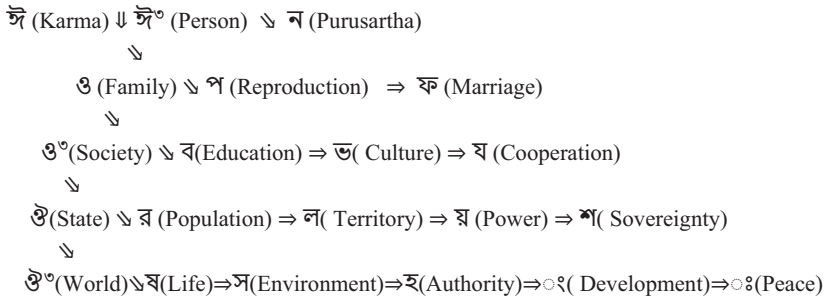 ঈ (Karma) ⇓ ঈ° (Person) ⇘ ন (Purusartha)
⇘
ও (Family) ⇘ প (Reproduction) ⇒ ফ (Marriage)
⇘
ও°(Society) ⇘ ব(Education) ⇒ ভ( Culture) ⇒ য (Cooperation)
⇘
ঔ(State) ⇘ র (Population) ⇒ ল( Territory) ⇒ য় (Power) ⇒ শ( Sovereignty)
⇘
ঔ°(World)⇘ষ(Life)⇒স(Environment)⇒হ(Authority)⇒ং( Development)⇒ঃ(Peace)